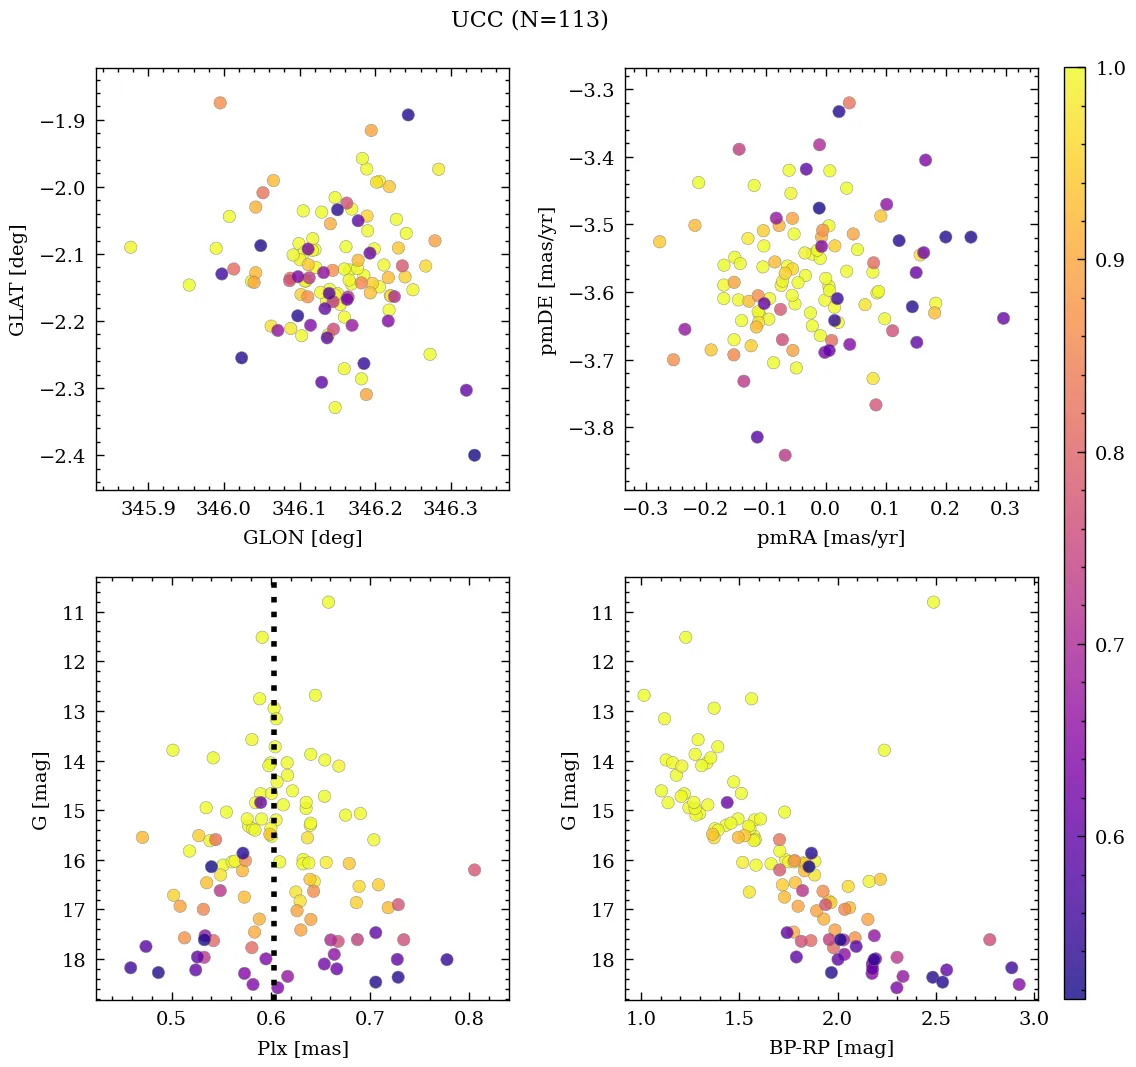 UCC (N=113)
−1.9
−2.0
−2.1
−2.2
−2.3
−2.4
GLAT [deg]
345.9 346.0 346.1 346.2 346.3
GLON [deg]
−3.3
−3.4
−3.5
−3.6
−3.7
−3.8
pmDE [mas/yr]
−0.3 −0.2 −0.1 0.0 0.1 0.2 0.3
pmRA [mas/yr]
11
12
13
14
15
16
17
18
G [mag]
0.5 0.6 0.7 0.8
Plx [mas]
11
12
13
14
15
16
17
18
G [mag]
1.0 1.5 2.0 2.5 3.0
BP-RP [mag]
1.0
0.9
0.8
0.7
0.6